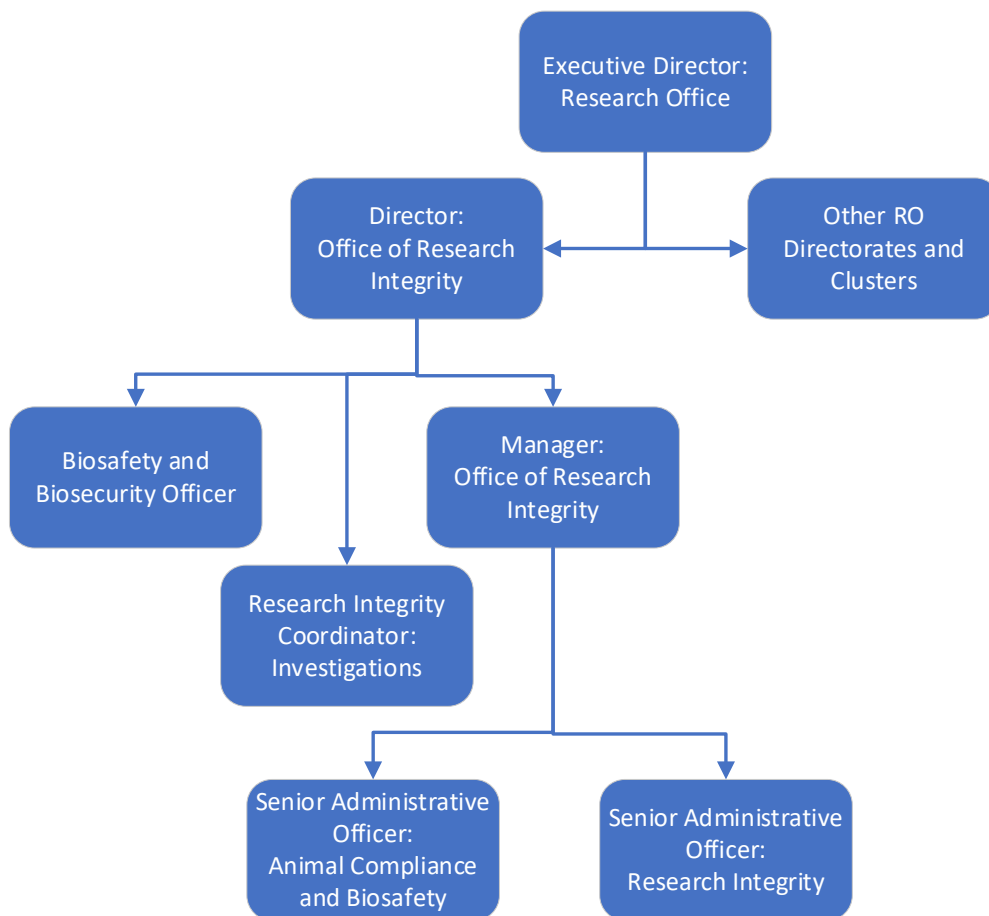 Executive Director:
Research Office
Director:
Office of Research
Integrity
Other RO
Directorates and
Clusters
Biosafety and
Biosecurity Officer
Manager:
Office of Research
Integrity
Research Integrity
Coordinator:
Investigations
Senior Administrative
Officer:
Animal Compliance
and Biosafety
Senior Administrative
Officer:
Research Integrity